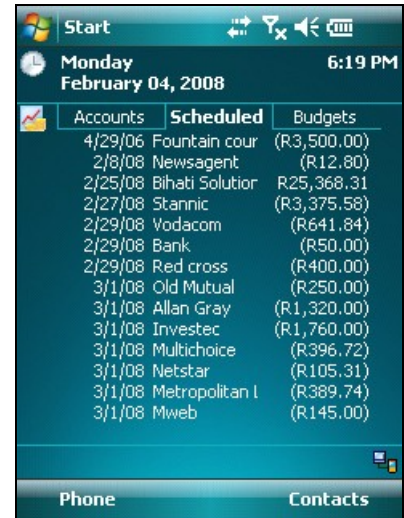 Start
Monday 6:19 PM
February 04, 2008
Accounts Scheduled Budgets
4/29/06 Fountain cour (R3,500.00)
2/8/08 Newsagent (R12.80)
2/25/08 Bihati Solution R25,368.31
2/27/08 Stannic (R3,375.58)
2/29/08 Vodacom (R641.84)
2/29/08 Bank (R50.00)
2/29/08 Red cross (R400.00)
3/1/08 Old Mutual (R250.00)
3/1/08 Allan Gray (R1,320.00)
3/1/08 Investec (R1,760.00)
3/1/08 Multichoice (R396.72)
3/1/08 Netstar (R105.31)
3/1/08 Metropolitan L (R389.74)
3/1/08 Mweb (R145.00)
Phone Contacts